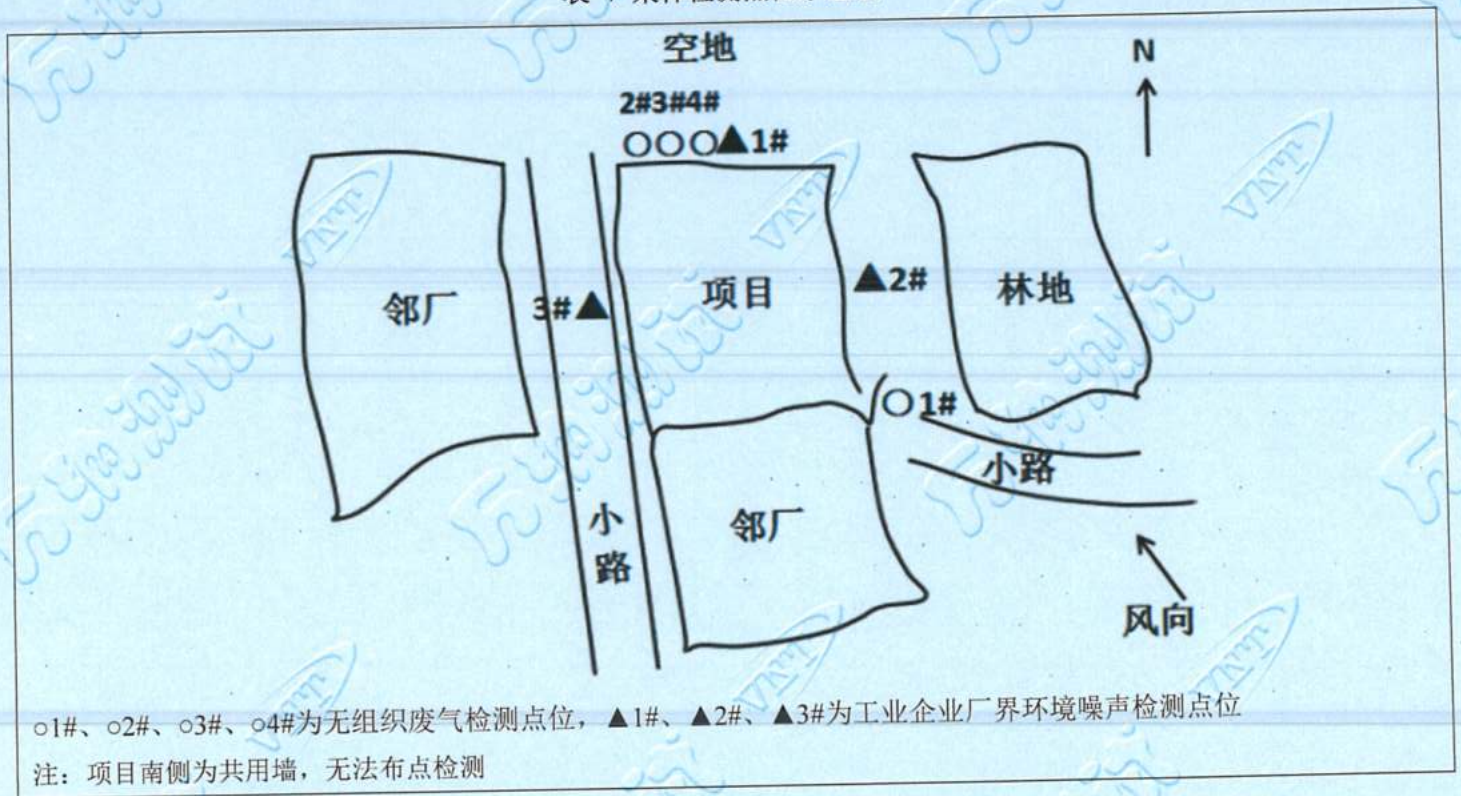 空地
N
2#3#4#
○○○▲1#
邻厂
3#▲
项目
▲2#
林地
○1#
小路
小路
邻厂
风向
○1#、○2#、○3#、○4#为无组织废气检测点位，▲1#、▲2#、▲3#为工业企业厂界环境噪声检测点位
注：项目南侧为共用墙，无法布点检测